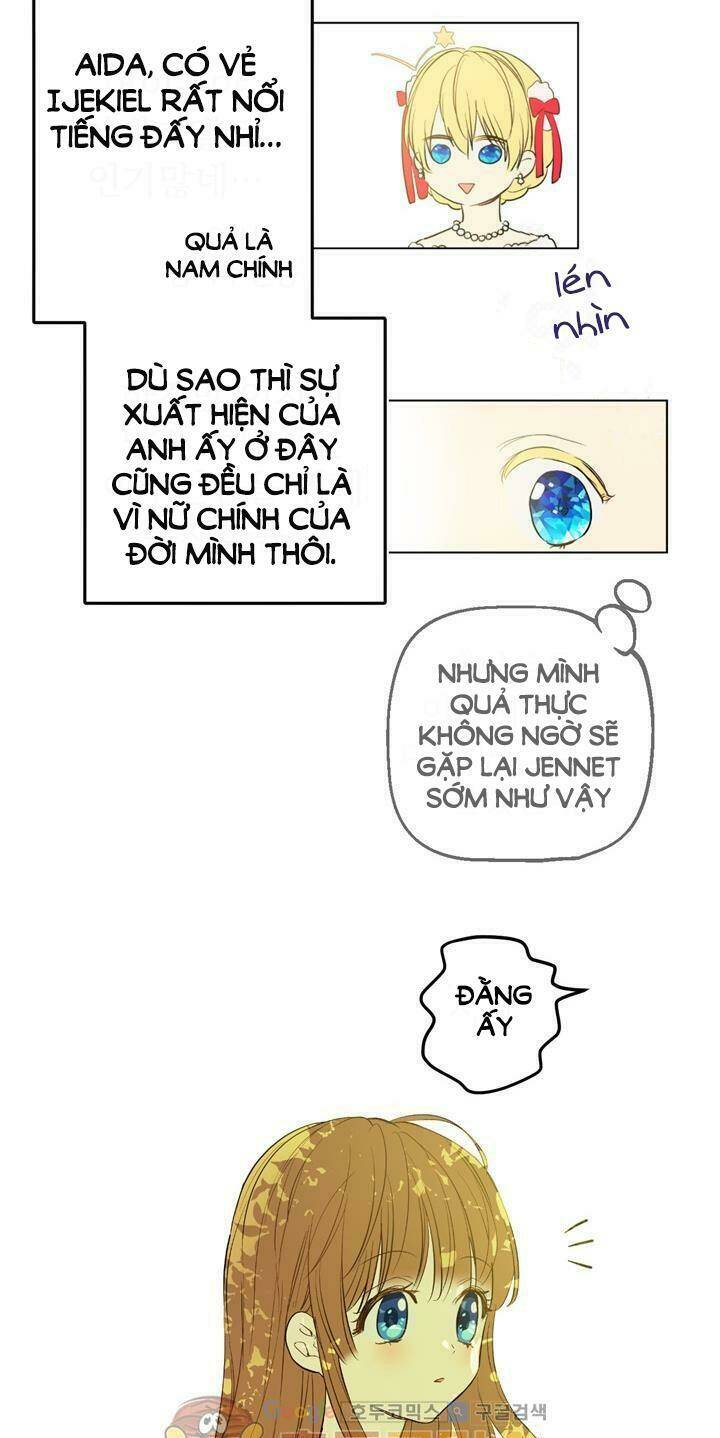 AIDA, CÓ VẺ
IJEKIEL RẤT NỔI
TIẾNG ĐẤY NHỈ...
인기많네...
QUẢ LÀ
NAM CHÍNH
lén
nhìn
DÙ SAO THÌ SỰ
XUẤT HIỆN CỦA
ANH ẤY Ở ĐÂY
CŨNG ĐỀU CHỈ LÀ
VÌ NỮ CHÍNH CỦA
ĐỜI MÌNH THÔI.
NHƯNG MÌNH
QUẢ THỰC
KHÔNG NGỜ SẼ
GẶP LẠI JENNET
SỚM NHƯ VẬY
ĐẰNG
ẤY
Google 호두코믹스 구글검색